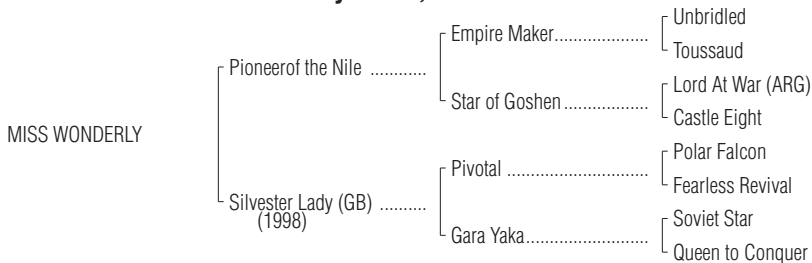 Unbridled
Empire Maker....................
Toussaud
Pioneerof the Nile ............
Lord At War (ARG)
Star of Goshen..................
Castle Eight
MISS WONDERLY
Polar Falcon
Pivotal ..............................
Fearless Revival
Silvester Lady (GB) ..........
(1998)
Soviet Star
Gara Yaka..........................
Queen to Conquer